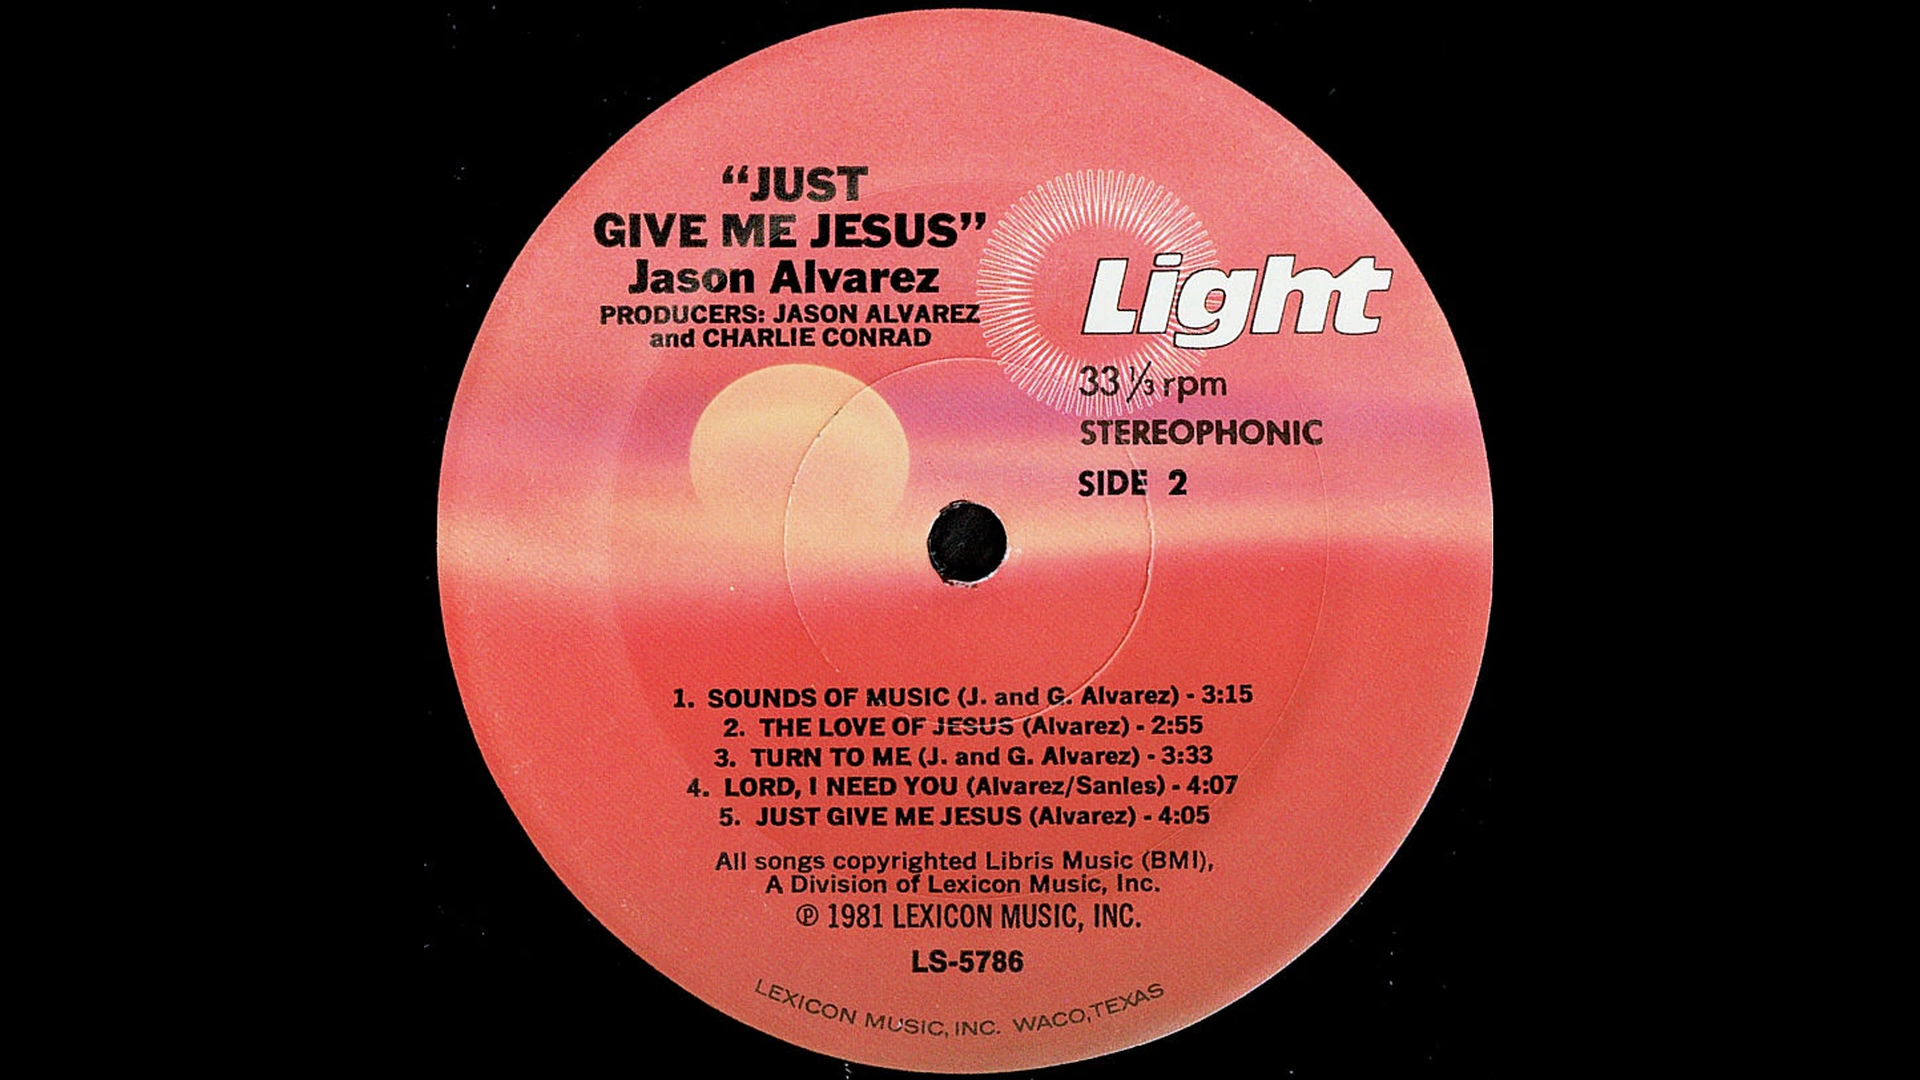 “JUST
GIVE ME JESUS”
Jason Alvarez
PRODUCERS: JASON ALVAREZ
and CHARLIE CONRAD
Light
33 1/3 rpm
STEREOPHONIC
SIDE 2
1. SOUNDS OF MUSIC (J. and G. Alvarez) - 3:15
2. THE LOVE OF JESUS (Alvarez) - 2:55
3. TURN TO ME (J. and G. Alvarez) - 3:33
4. LORD, I NEED YOU (Alvarez/Sanles) - 4:07
5. JUST GIVE ME JESUS (Alvarez) - 4:05
All songs copyrighted Libris Music (BMI),
A Division of Lexicon Music, Inc.
℗ 1981 LEXICON MUSIC, INC.
LS-5786
LEXICON MUSIC, INC. WACO, TEXAS